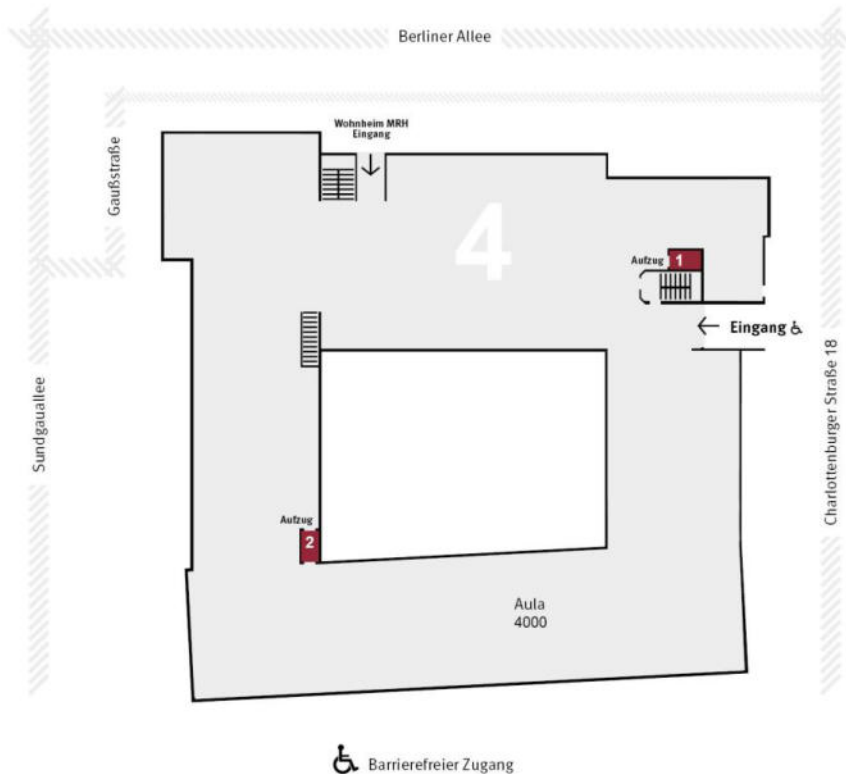 Berliner Allee
Wohnheim MRH
Eingang
Gaußstraße
4
Aufzug 1
Eingang
Sundgauallee
Charlottenburger Straße 18
Aufzug
2
Aula
4000
Barrierefreier Zugang